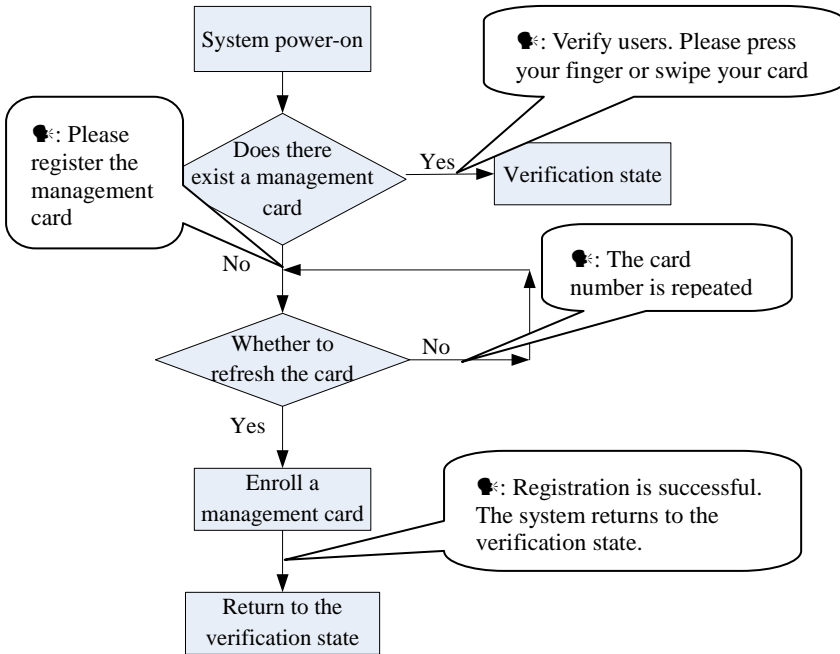 System power-on
🗣: Verify users. Please press
your finger or swipe your card
🗣: Please
register the
management
card
Does there
exist a management
card
Yes
Verification state
No
🗣: The card
number is repeated
Whether to
refresh the card
No
Yes
Enroll a
management card
🗣: Registration is successful.
The system returns to the
verification state.
Return to the
verification state